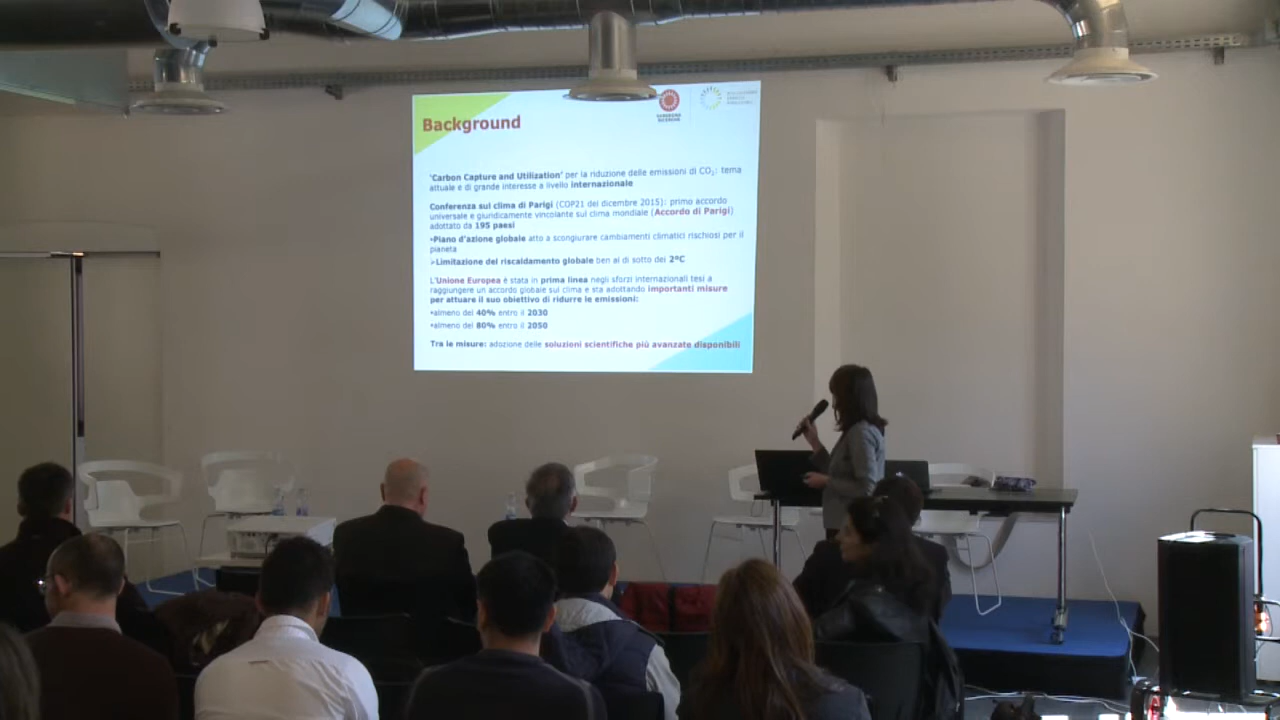 Background
SARDEGNA
RICERCHE
'Carbon Capture and Utilization' per la riduzione delle emissioni di CO₂: tema
attuale e di grande interesse a livello internazionale
Conferenza sul clima di Parigi (COP21 del dicembre 2015): primo accordo
universale e giuridicamente vincolante sul clima mondiale (Accordo di Parigi)
adottato da 195 paesi
•Piano d'azione globale atto a scongiurare cambiamenti climatici rischiosi per il
pianeta
➢Limitazione del riscaldamento globale ben al di sotto dei 2ºC
L'Unione Europea è stata in prima linea negli sforzi internazionali tesi a
raggiungere un accordo globale sul clima e sta adottando importanti misure
per attuare il suo obiettivo di ridurre le emissioni:
•almeno del 40% entro il 2030
•almeno del 80% entro il 2050
Tra le misure: adozione delle soluzioni scientifiche più avanzate disponibili